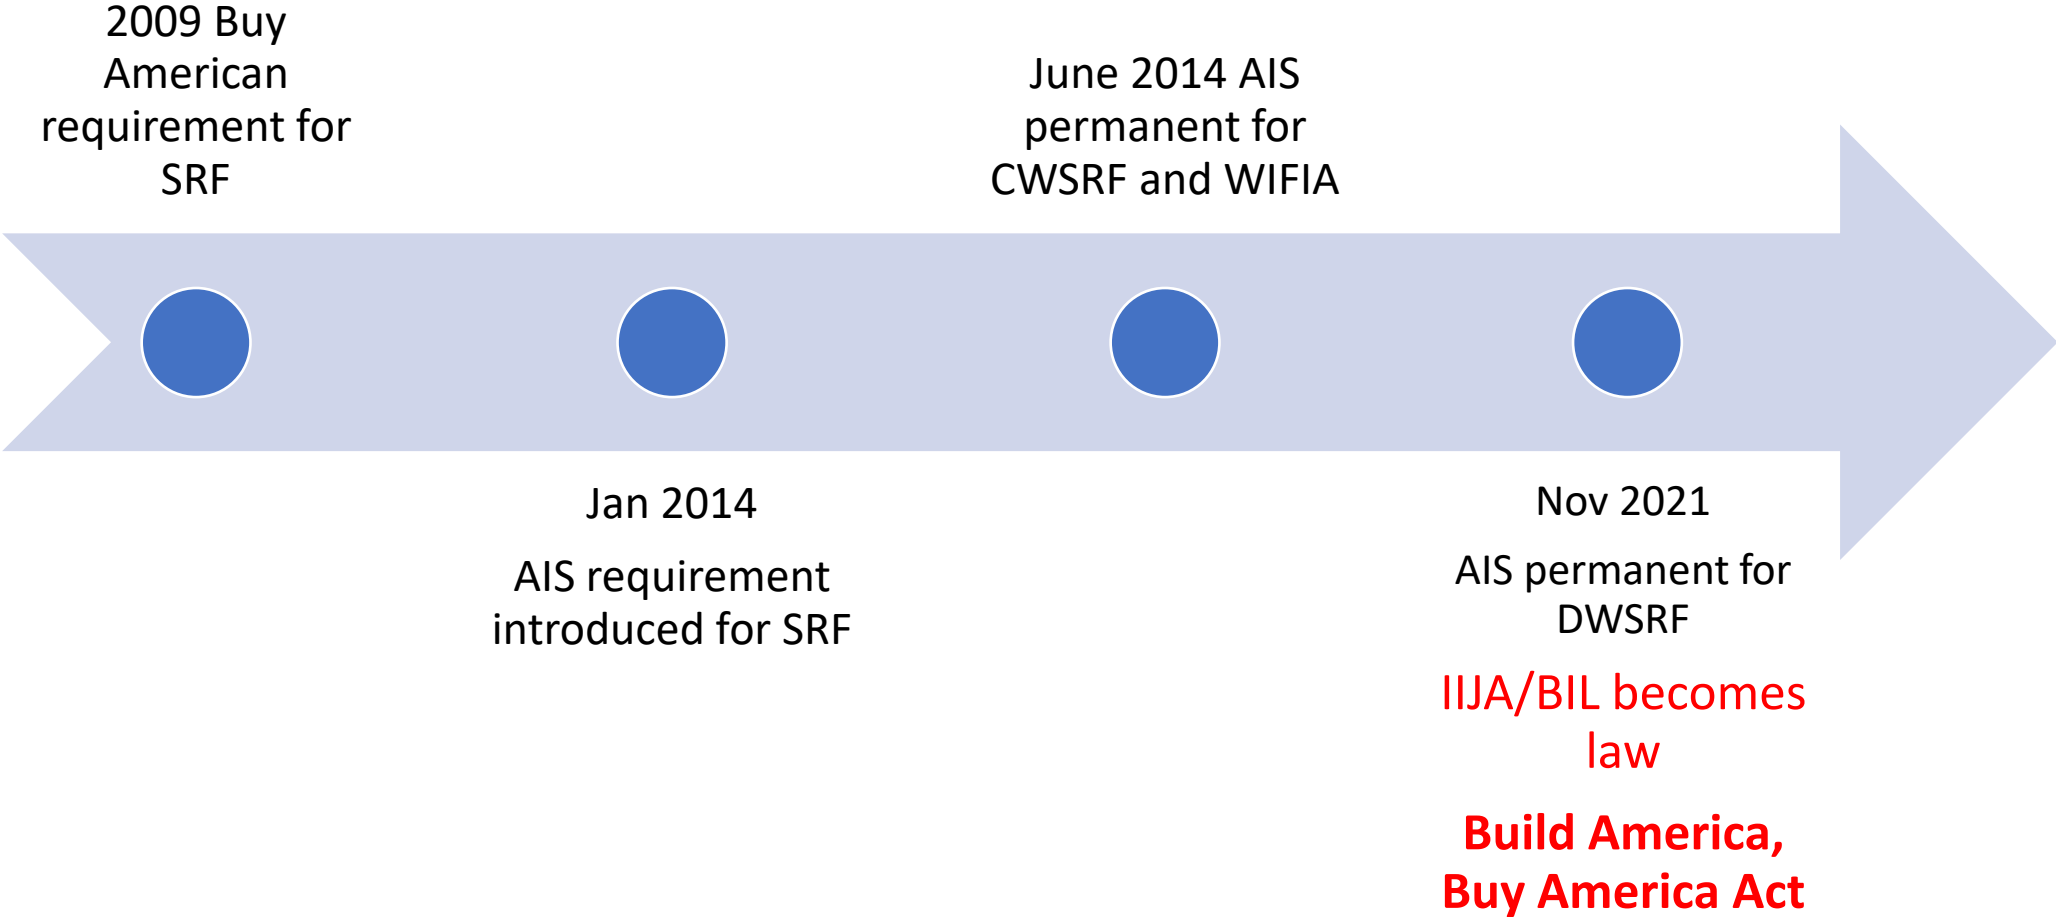 2009 Buy
American
requirement for
SRF
Jan 2014
AIS requirement
introduced for SRF
June 2014 AIS
permanent for
CWSRF and WIFIA
Nov 2021
AIS permanent for
DWSRF
IIJA/BIL becomes
law
Build America,
Buy America Act